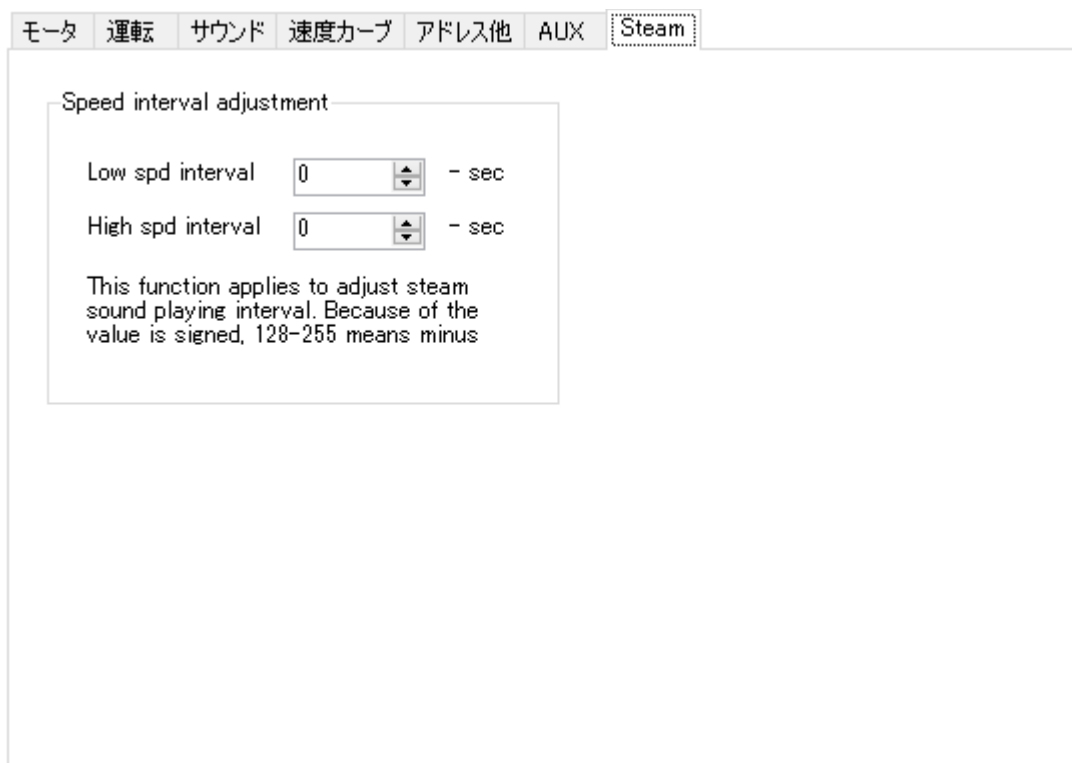 モータ 運転 サウンド 速度カーブ アドレス他 AUX Steam
Speed interval adjustment
Low spd interval 0 - sec
High spd interval 0 - sec
This function applies to adjust steam
sound playing interval. Because of the
value is signed, 128-255 means minus